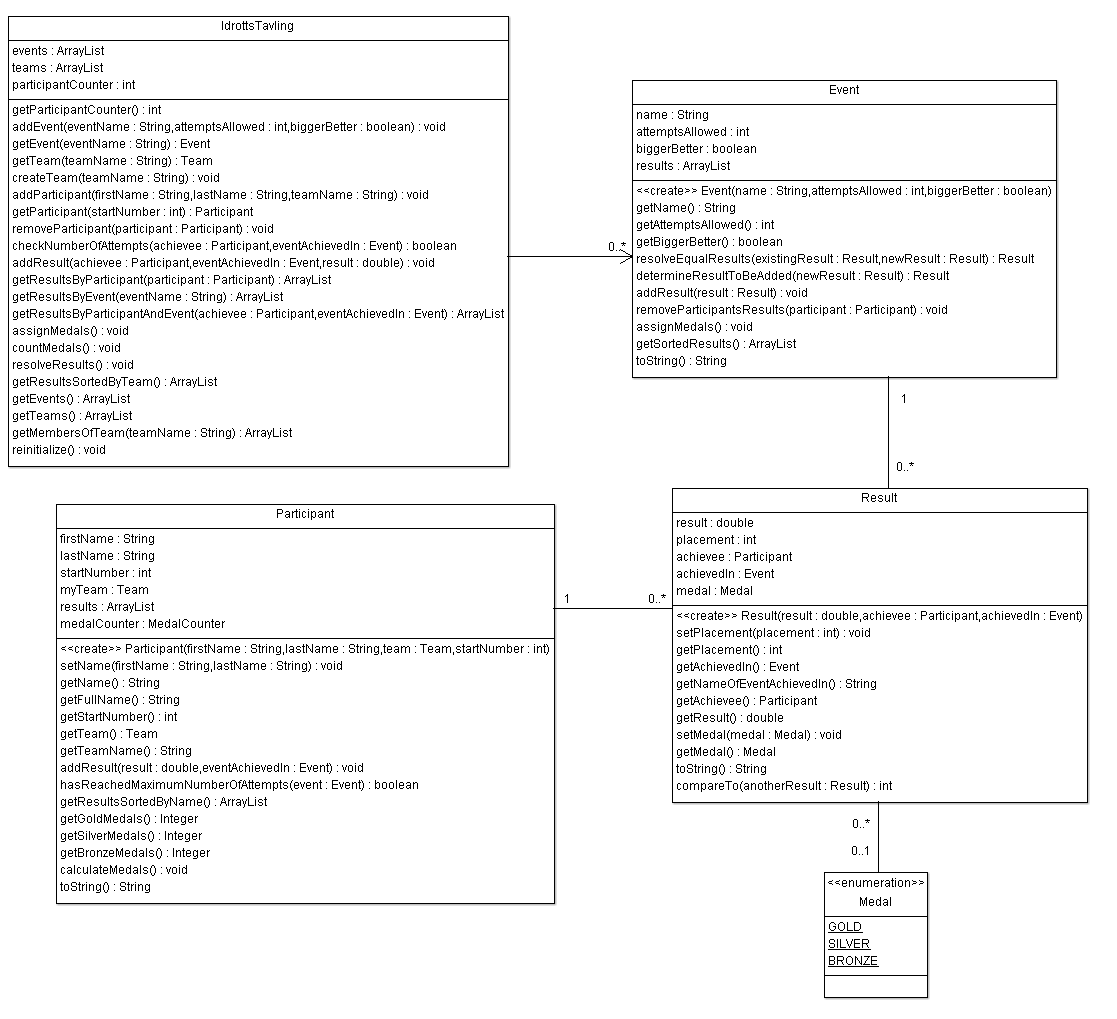 IdrottsTavling
events : ArrayList
teams : ArrayList
participantCounter : int
getParticipantCounter() : int
addEvent(eventName : String,attemptsAllowed : int,biggerBetter : boolean) : void
getEvent(eventName : String) : Event
getTeam(teamName : String) : Team
createTeam(teamName : String) : void
addParticipant(firstName : String,lastName : String,teamName : String) : void
getParticipant(startNumber : int) : Participant
removeParticipant(participant : Participant) : void
checkNumberOfAttempts(achievee : Participant,eventAchievedIn : Event) : boolean
addResult(achievee : Participant,eventAchievedIn : Event,result : double) : void
getResultsByParticipant(participant : Participant) : ArrayList
getResultsByEvent(eventName : String) : ArrayList
getResultsByParticipantAndEvent(achievee : Participant,eventAchievedIn : Event) : ArrayList
assignMedals() : void
countMedals() : void
resolveResults() : void
getResultsSortedByTeam() : ArrayList
getEvents() : ArrayList
getTeams() : ArrayList
getMembersOfTeam(teamName : String) : ArrayList
reinitialize() : void
0..*
Event
name : String
attemptsAllowed : int
biggerBetter : boolean
results : ArrayList
<<create>> Event(name : String,attemptsAllowed : int,biggerBetter : boolean)
getName() : String
getAttemptsAllowed() : int
getBiggerBetter() : boolean
resolveEqualResults(existingResult : Result,newResult : Result) : Result
determineResultToBeAdded(newResult : Result) : Result
addResult(result : Result) : void
removeParticipantsResults(participant : Participant) : void
assignMedals() : void
getSortedResults() : ArrayList
toString() : String
1
0..*
Participant
firstName : String
lastName : String
startNumber : int
myTeam : Team
results : ArrayList
medalCounter : MedalCounter
<<create>> Participant(firstName : String,lastName : String,team : Team,startNumber : int)
setName(firstName : String,lastName : String) : void
getName() : String
getFullName() : String
getStartNumber() : int
getTeam() : Team
getTeamName() : String
addResult(result : double,eventAchievedIn : Event) : void
hasReachedMaximumNumberOfAttempts(event : Event) : boolean
getResultsSortedByName() : ArrayList
getGoldMedals() : Integer
getSilverMedals() : Integer
getBronzeMedals() : Integer
calculateMedals() : void
toString() : String
1
0..*
Result
result : double
placement : int
achievee : Participant
achievedIn : Event
medal : Medal
<<create>> Result(result : double,achievee : Participant,achievedIn : Event)
setPlacement(placement : int) : void
getPlacement() : int
getAchievedIn() : Event
getNameOfEventAchievedIn() : String
getAchievee() : Participant
getResult() : double
setMedal(medal : Medal) : void
getMedal() : Medal
toString() : String
compareTo(anotherResult : Result) : int
0..*
0..1
<<enumeration>>
Medal
GOLD
SILVER
BRONZE